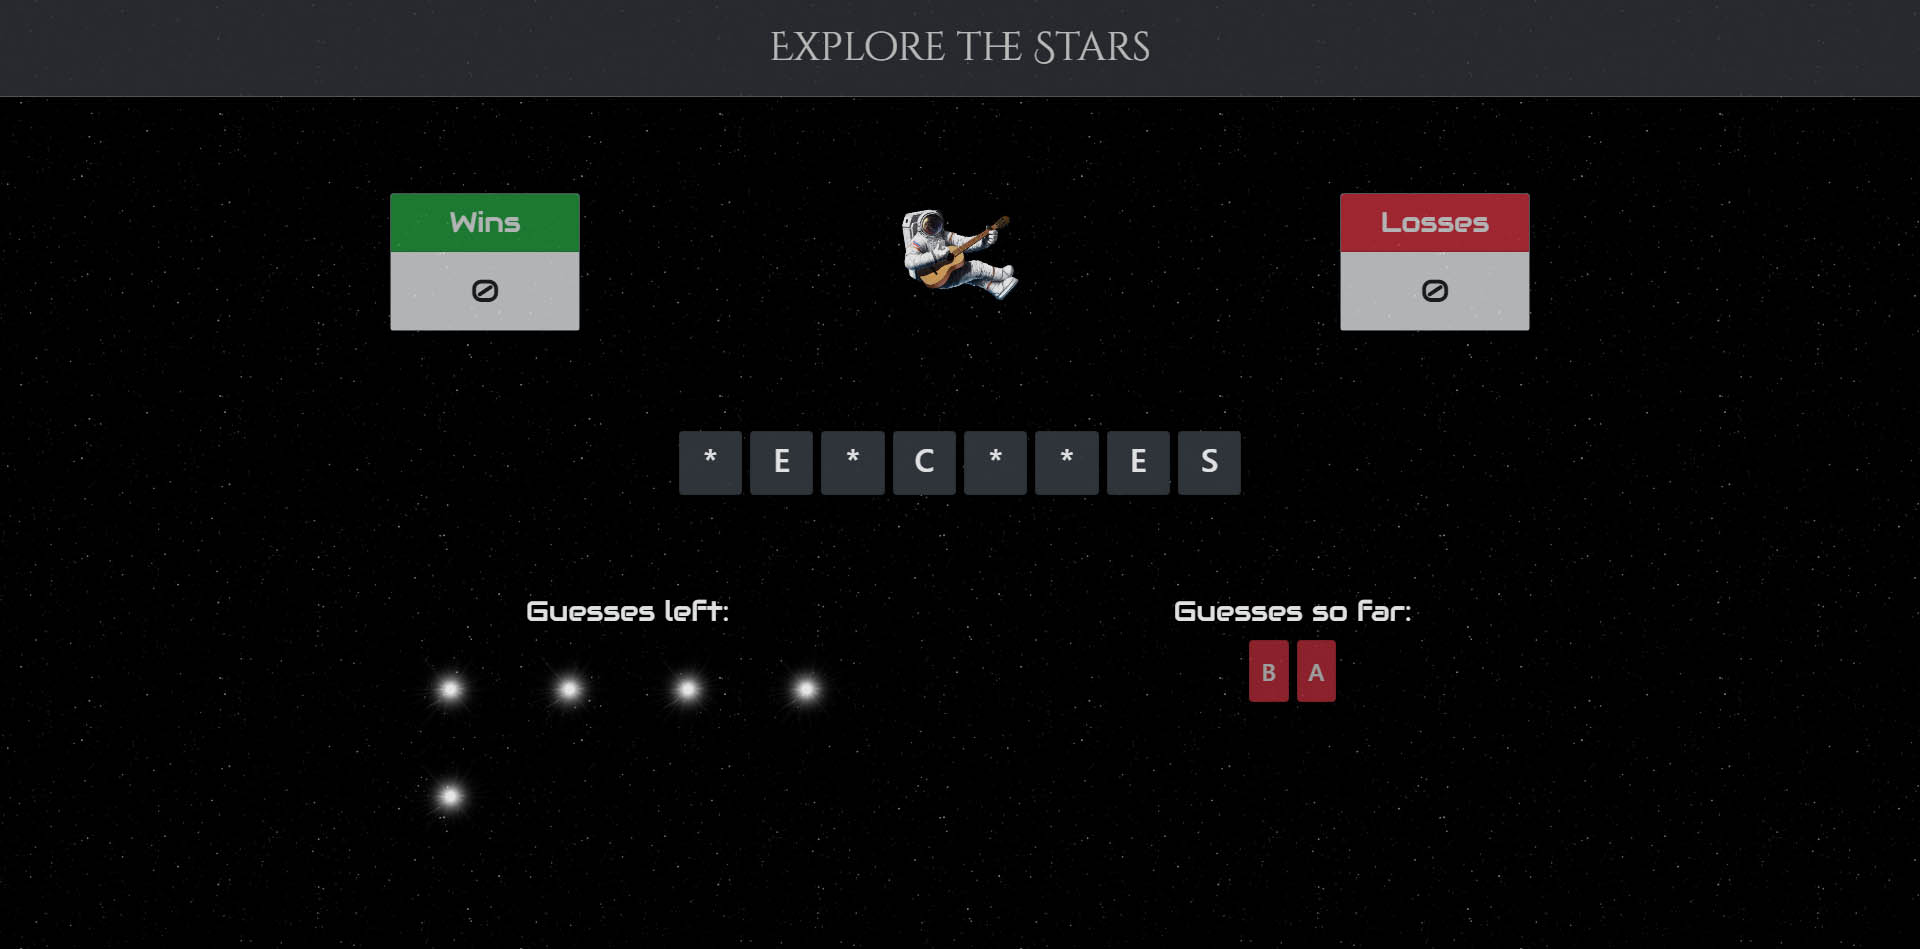 Explore the Stars
Wins
0
Losses
0
* E * C * * E S
Guesses left:
Guesses so far:
B A